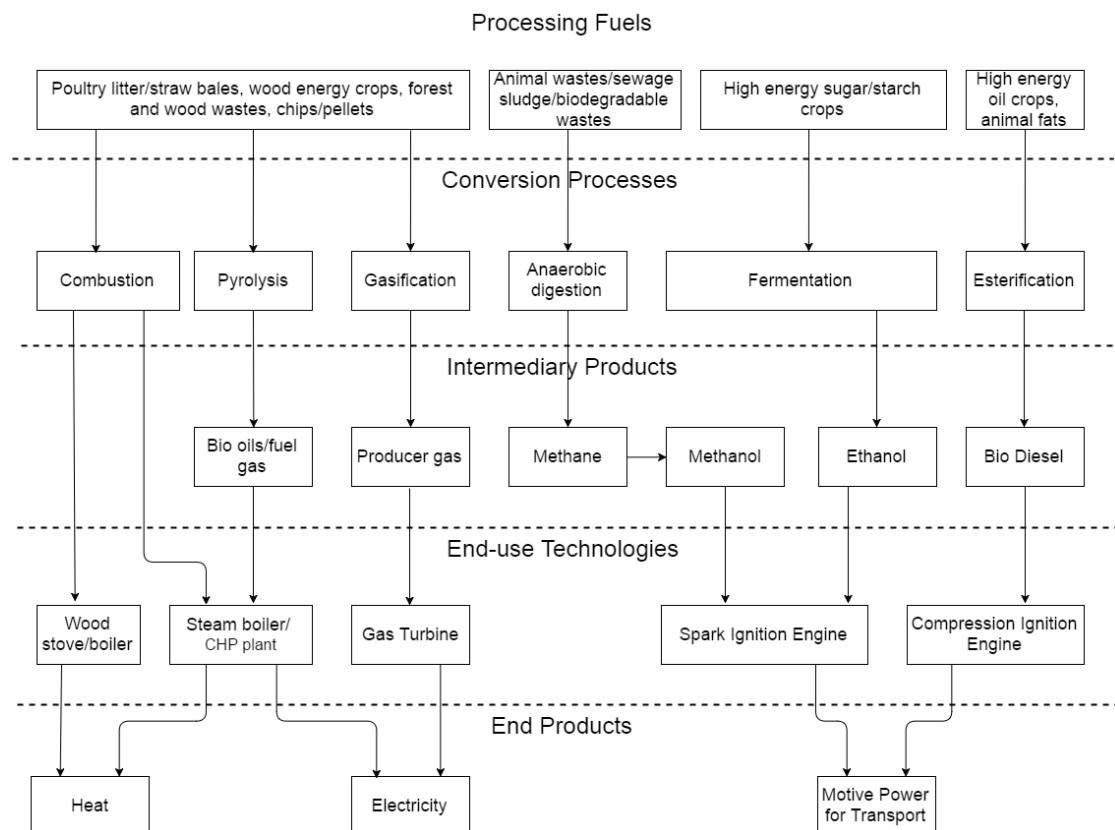 Processing Fuels
Poultry litter/straw bales, wood energy crops, forest
and wood wastes, chips/pellets
Animal wastes/sewage
sludge/biodegradable
wastes
High energy sugar/starch
crops
High energy
oil crops,
animal fats
Conversion Processes
Combustion
Pyrolysis
Gasification
Anaerobic
digestion
Fermentation
Esterification
Intermediary Products
Bio oils/fuel
gas
Producer gas
Methane
Methanol
Ethanol
Bio Diesel
End-use Technologies
Wood
stove/boiler
Steam boiler/
CHP plant
Gas Turbine
Spark Ignition Engine
Compression Ignition
Engine
End Products
Heat
Electricity
Motive Power
for Transport